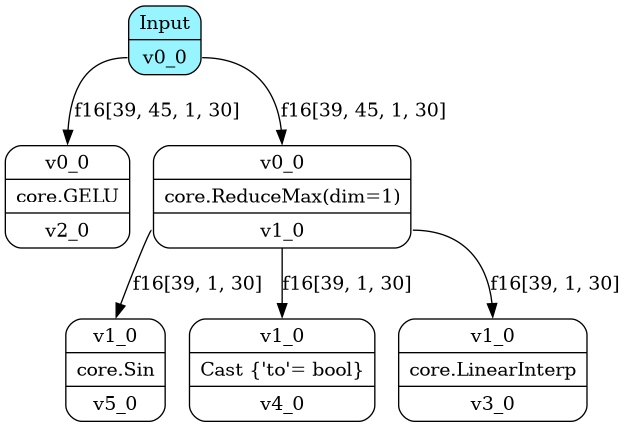 Input
v0_0
f16[39, 45, 1, 30]
f16[39, 45, 1, 30]
v0_0
core.GELU
v2_0
v0_0
core.ReduceMax(dim=1)
v1_0
f16[39, 1, 30]
f16[39, 1, 30]
f16[39, 1, 30]
v1_0
core.Sin
v5_0
v1_0
Cast {'to'= bool}
v4_0
v1_0
core.LinearInterp
v3_0